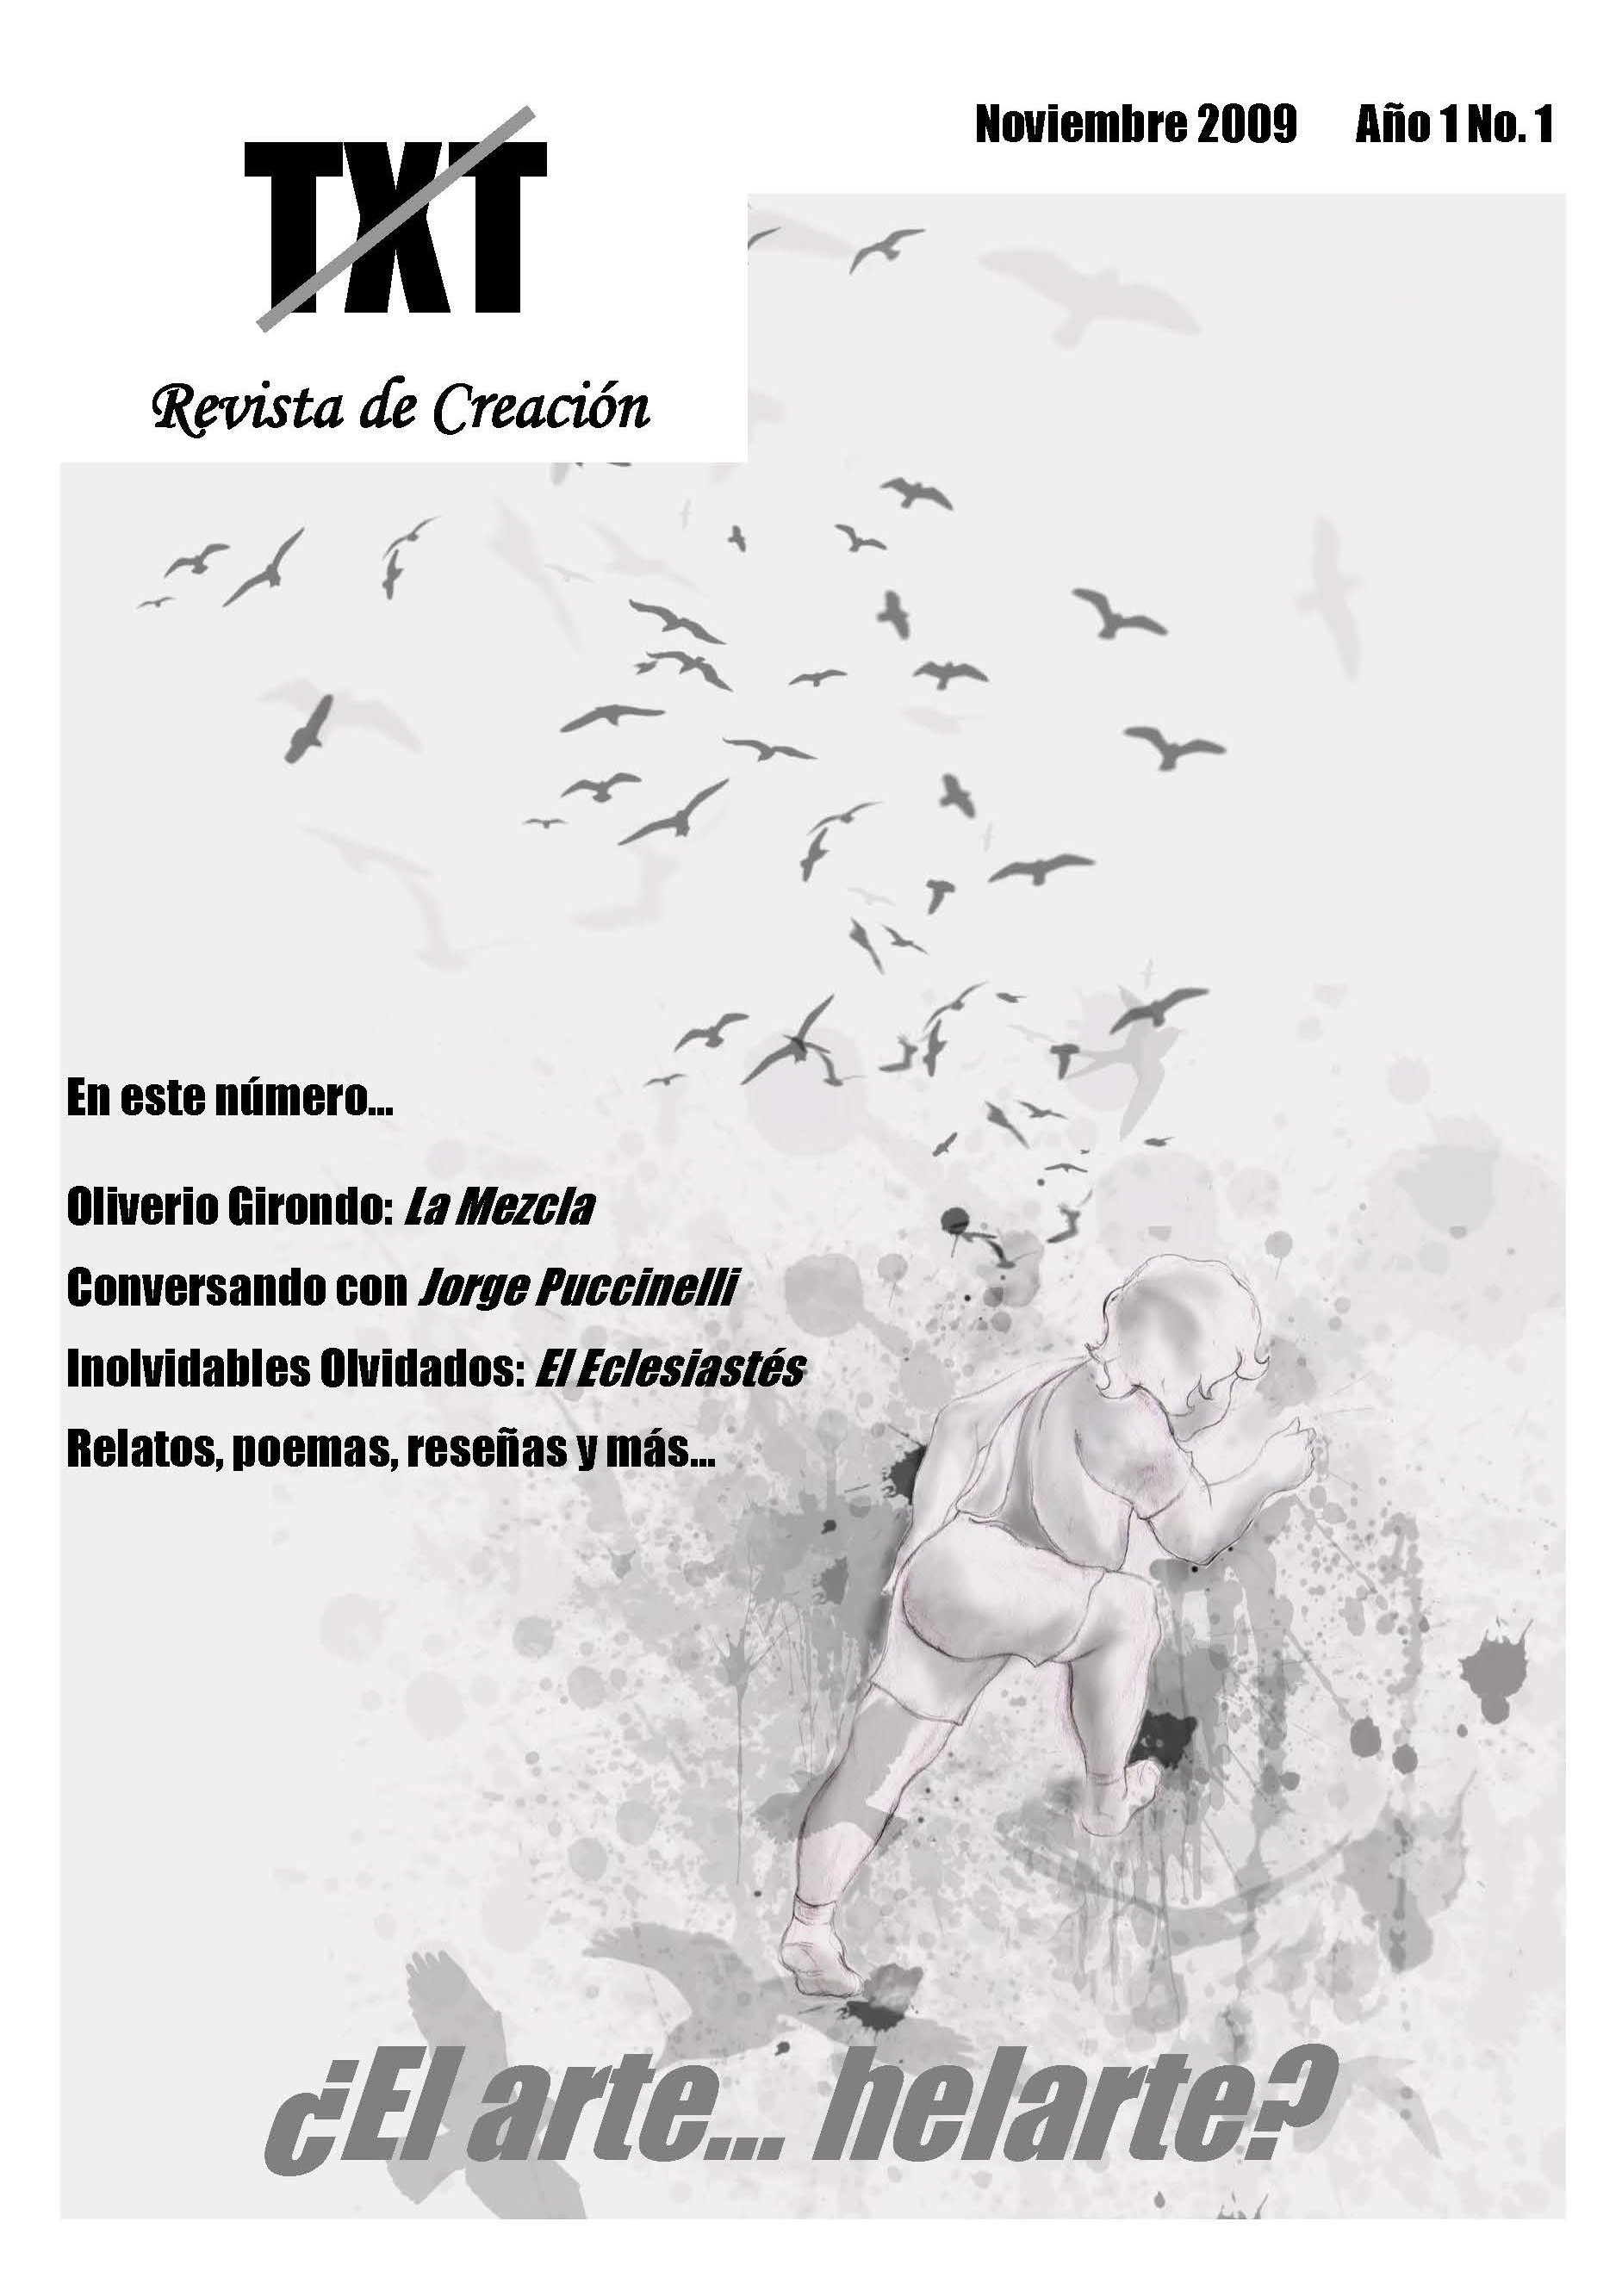 TXT
Revista de Creación
Noviembre 2009 Año 1 No. 1
En este número...
Oliverio Girondo: La Mezcla
Conversando con Jorge Puccinelli
Inolvidables Olvidados: El Eclesiastés
Relatos, poemas, reseñas y más...
¿El arte... helarte?